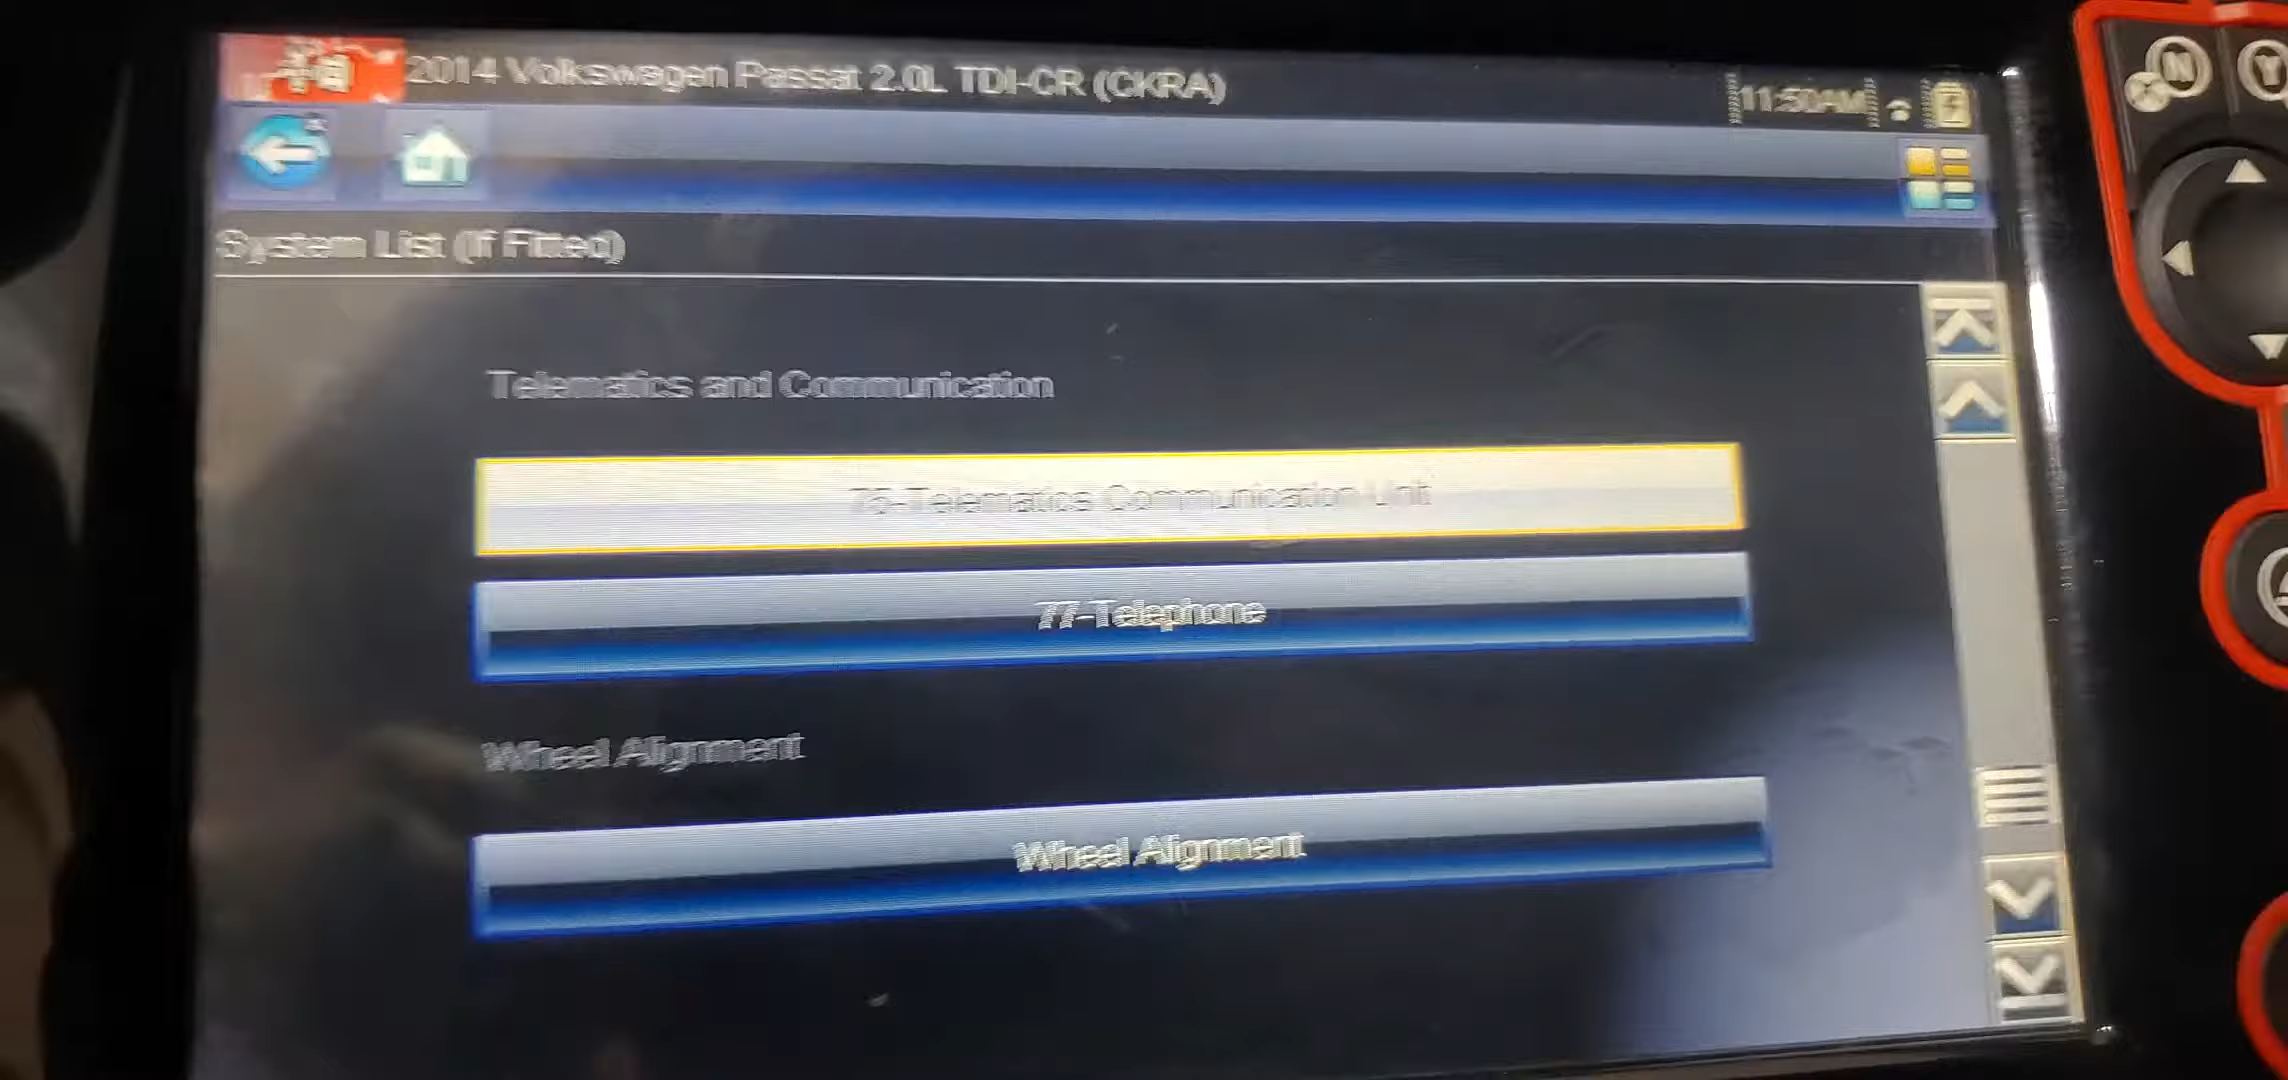 2014 Volkswagen Passat 2.0L TDI-CR (CKRA)
11:50AM
System List (If Fitted)
Telematics and Communication
75-Telematics Communication Unit
77-Telephone
Wheel Alignment
Wheel Alignment
N
Y